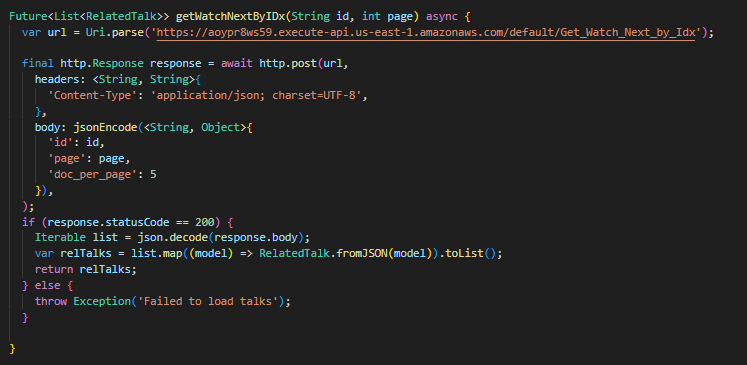 Future<List<RelatedTalk>> getWatchNextByIDx(String id, int page) async {
  var url = Uri.parse('https://aoypr8ws59.execute-api.us-east-1.amazonaws.com/default/Get_Watch_Next_by_Idx');

  final http.Response response = await http.post(url,
    headers: <String, String>{
      'Content-Type': 'application/json; charset=UTF-8',
    },
    body: jsonEncode(<String, Object>{
      'id': id,
      'page': page,
      'doc_per_page': 5
    }),
  );
  if (response.statusCode == 200) {
    Iterable list = json.decode(response.body);
    var relTalks = list.map((model) => RelatedTalk.fromJSON(model)).toList();
    return relTalks;
  } else {
    throw Exception('Failed to load talks');
  }

}